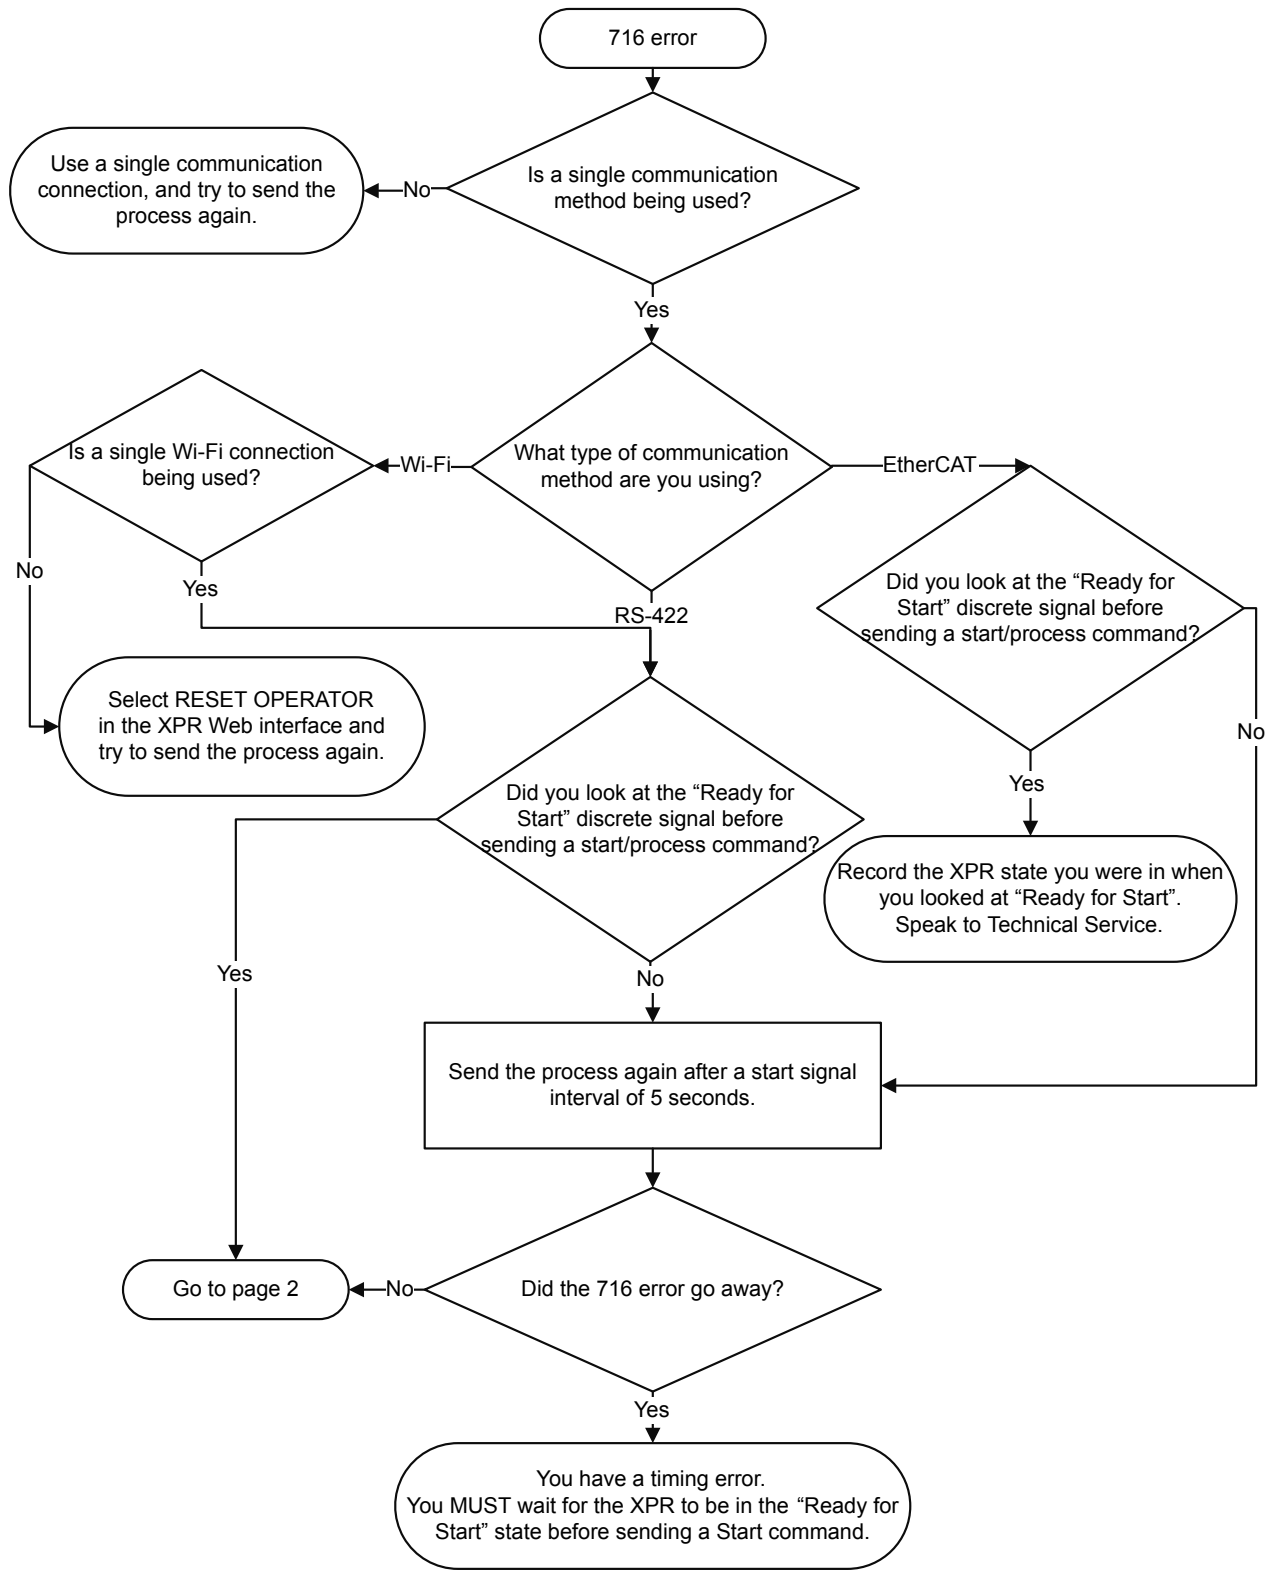 716 error
Use a single communication
connection, and try to send the
process again.
No
Is a single communication
method being used?
Yes
Is a single Wi-Fi connection
being used?
Wi-Fi
What type of communication
method are you using?
EtherCAT
No
Yes
RS-422
Did you look at the “Ready for
Start” discrete signal before
sending a start/process command?
Select RESET OPERATOR
in the XPR Web interface and
try to send the process again.
No
Yes
Did you look at the “Ready for
Start” discrete signal before
sending a start/process command?
Record the XPR state you were in when
you looked at “Ready for Start”.
Speak to Technical Service.
Yes
No
Send the process again after a start signal
interval of 5 seconds.
Go to page 2
No
Did the 716 error go away?
Yes
You have a timing error.
You MUST wait for the XPR to be in the “Ready for
Start” state before sending a Start command.